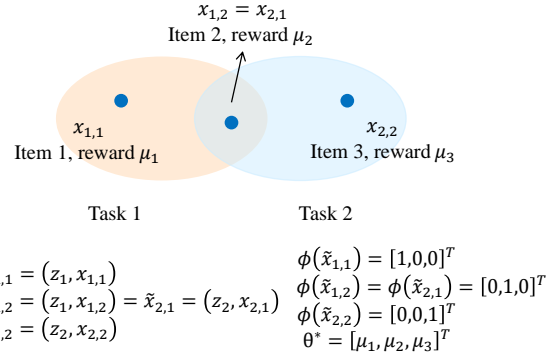 x_{1,2} = x_{2,1}
Item 2, reward μ_2
x_{1,1}
Item 1, reward μ_1
x_{2,2}
Item 3, reward μ_3
Task 1
Task 2
_{,1} = (z_1, x_{1,1})
_{,2} = (z_1, x_{1,2}) = x̃_{2,1} = (z_2, x_{2,1})
_{,2} = (z_2, x_{2,2})
ϕ(x̃_{1,1}) = [1,0,0]^T
ϕ(x̃_{1,2}) = ϕ(x̃_{2,1}) = [0,1,0]^T
ϕ(x̃_{2,2}) = [0,0,1]^T
θ^* = [μ_1, μ_2, μ_3]^T